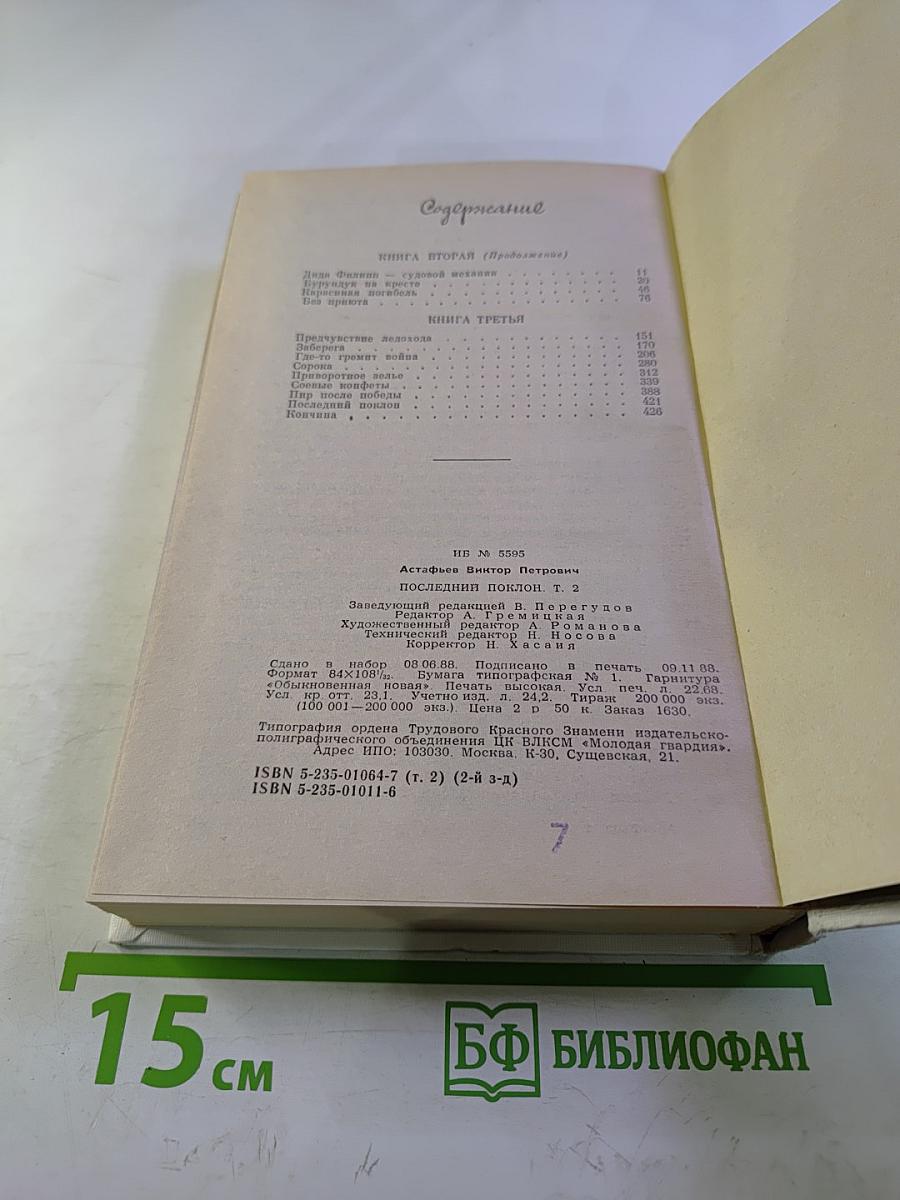 Содержание
КНИГА ВТОРАЯ (Продолжение)
Дядя Филипп — судовой механик . . . . . . . 11
Бурундук на кресте . . . . . . . . . . 26
Карасиная погибель . . . . . . . . . . 46
Без приюта . . . . . . . . . . . . 76
КНИГА ТРЕТЬЯ
Предчувствие ледохода . . . . . . . . . 151
Заберега . . . . . . . . . . . . . 170
Где-то гремит война . . . . . . . . . . 206
Сорока . . . . . . . . . . . . . 280
Приворотное зелье . . . . . . . . . . 312
Соевые конфеты . . . . . . . . . . . 339
Пир после победы . . . . . . . . . . 388
Последний поклон . . . . . . . . . . 421
Кончина . . . . . . . . . . . . . 426
ИБ № 5595
Астафьев Виктор Петрович
ПОСЛЕДНИЙ ПОКЛОН. Т. 2
Заведующий редакцией В. Перегудов
Редактор А. Гремицкая
Художественный редактор А. Романова
Технический редактор Н. Носова
Корректор Н. Хасаия
Сдано в набор 08.06.88. Подписано в печать 09.11.88.
Формат 84×108¹/₃₂. Бумага типографская № 1. Гарнитура
«Обыкновенная новая». Печать высокая. Усл. печ. л. 22,68.
Усл. кр. отт. 23,1. Учетно изд. л. 24,2. Тираж 200 000 экз.
(100 001—200 000 экз.). Цена 2 р 50 к. Заказ 1630.
Типография ордена Трудового Красного Знамени издательско-
полиграфического объединения ЦК ВЛКСМ «Молодая гвардия».
Адрес ИПО: 103030. Москва. К-30, Сущевская, 21.
ISBN 5-235-01064-7 (т. 2) (2-й з-д)
ISBN 5-235-01011-6
7
15 см
БФ БИБЛИОФАН